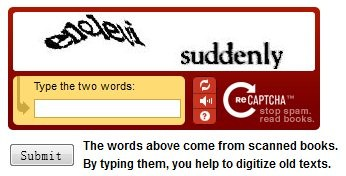 suddenly
Type the two words:
reCAPTCHA™
stop spam.
read books.
Submit
The words above come from scanned books.
By typing them, you help to digitize old texts.